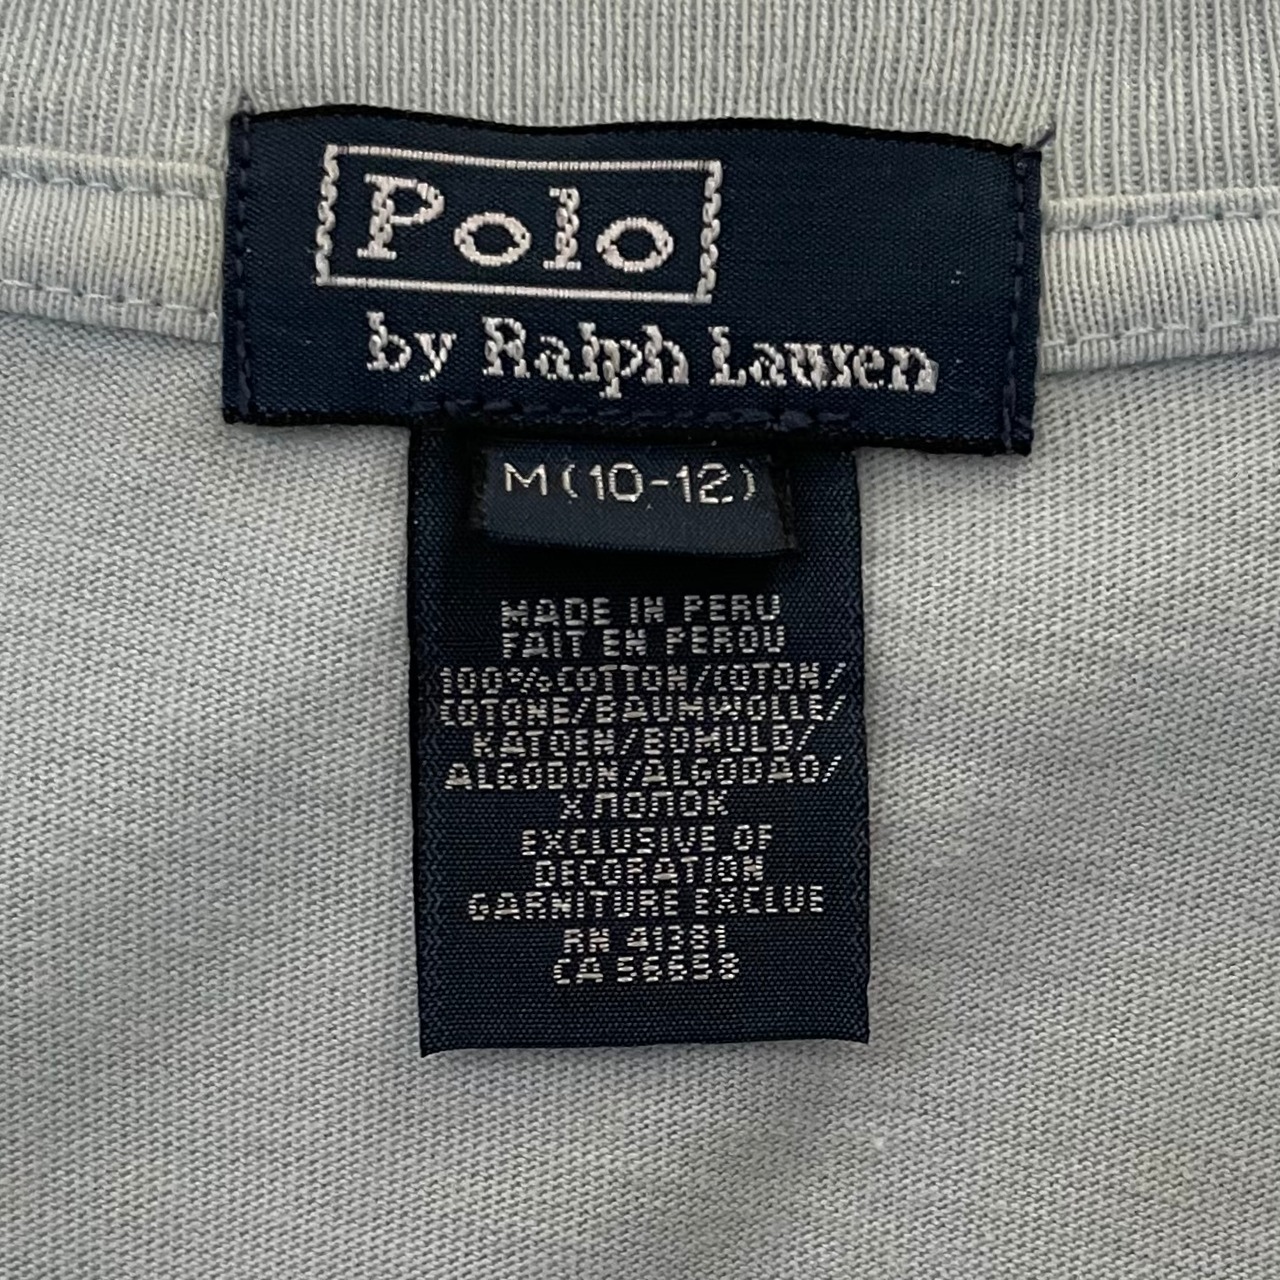 Polo
by Ralph Lauren
M(10-12)
MADE IN PERU
FAIT EN PEROU
100%COTTON/COTON/
COTONE/BAUMWOLLE/
KATOEN/BOMULD/
ALGODON/ALGODAO/
ХЛОПОК
EXCLUSIVE OF
DECORATION
GARNITURE EXCLUE
RN 41381
CA 56658